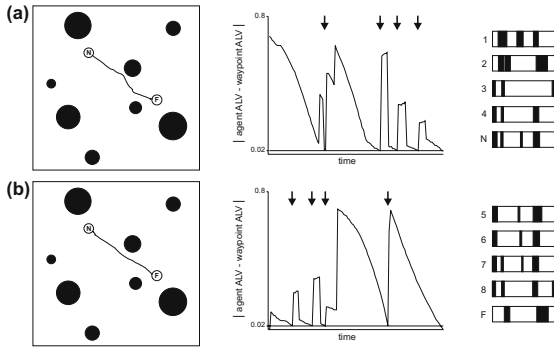 (a)
N
F
0.8
| agent ALV - waypoint ALV |
0.02
time
1
2
3
4
N
(b)
N
F
0.8
| agent ALV - waypoint ALV |
0.02
time
5
6
7
8
F